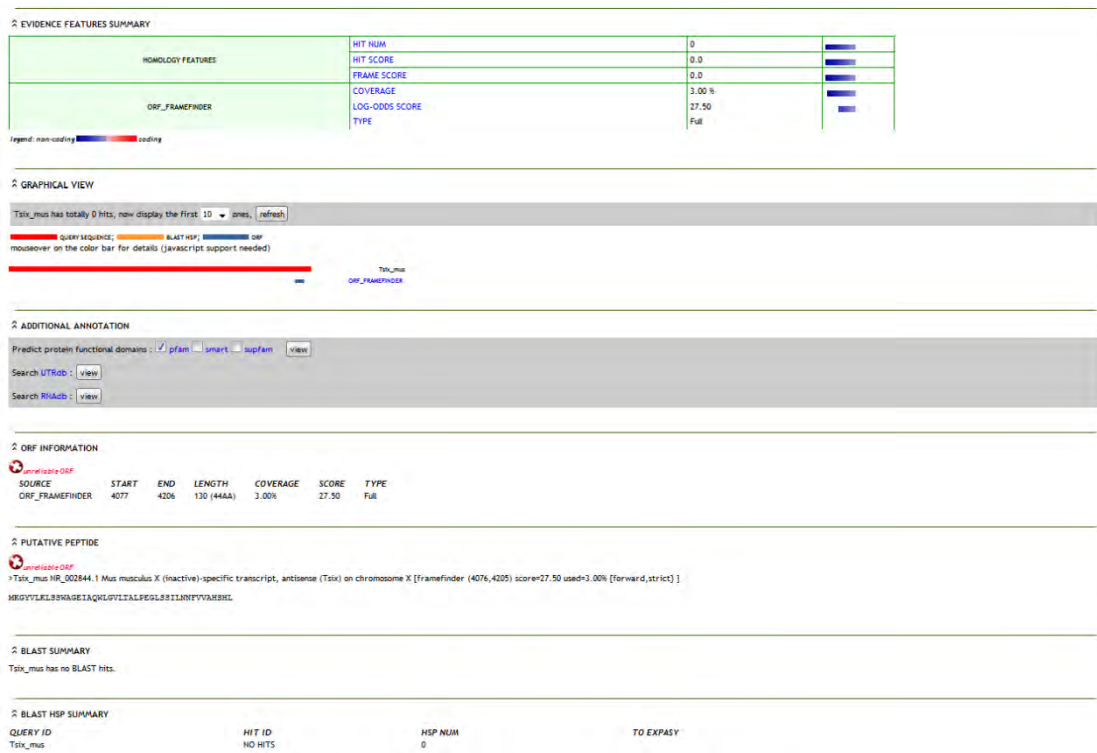 EVIDENCE FEATURES SUMMARY
HOMOLOGY FEATURES
HIT NUM 0
HIT SCORE 0.0
FRAME SCORE 0.0
ORF_FRAMEFINDER
COVERAGE 3.00 %
LOG-ODDS SCORE 27.50
TYPE Full
legend: non-coding coding
GRAPHICAL VIEW
Tsix_mus has totally 0 hits, now display the first 10 ones, refresh
QUERY SEQUENCE; BLAST HSP; ORF
mouseover on the color bar for details (javascript support needed)
Tsix_mus
ORF_FRAMEFINDER
ADDITIONAL ANNOTATION
Predict protein functional domains : pfam smart supfam view
Search UTRdb : view
Search RNAdb : view
ORF INFORMATION
unreliable ORF
SOURCE START END LENGTH COVERAGE SCORE TYPE
ORF_FRAMEFINDER 4077 4206 130 (44AA) 3.00% 27.50 Full
PUTATIVE PEPTIDE
unreliable ORF
>Tsix_mus NR_002844.1 Mus musculus X (inactive)-specific transcript, antisense (Tsix) on chromosome X [framefinder (4076,4205) score=27.50 used=3.00% {forward,strict} ]
MKGYVLKLSSWAGEIAQWLGVLTALPEGLSSILNNFVVAHSHL
BLAST SUMMARY
Tsix_mus has no BLAST hits.
BLAST HSP SUMMARY
QUERY ID HIT ID HSP NUM TO EXPASY
Tsix_mus NO HITS 0